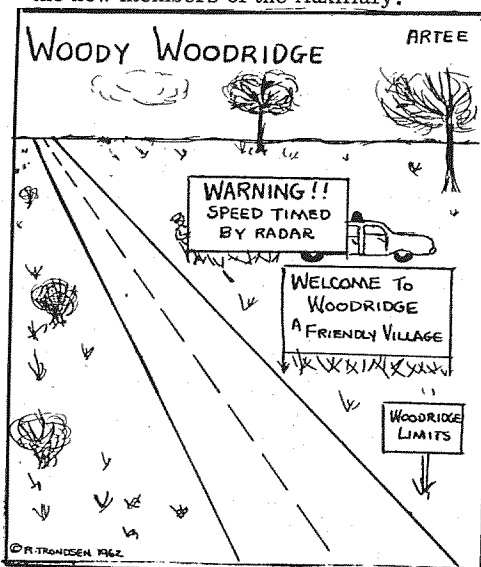 the new members of the Auxiliary.
WOODY WOODRIDGE
ARTEE
WARNING!!
SPEED TIMED
BY RADAR
WELCOME TO
WOODRIDGE
A FRIENDLY VILLAGE
WOODRIDGE
LIMITS
© R. TRONDSEN 1962